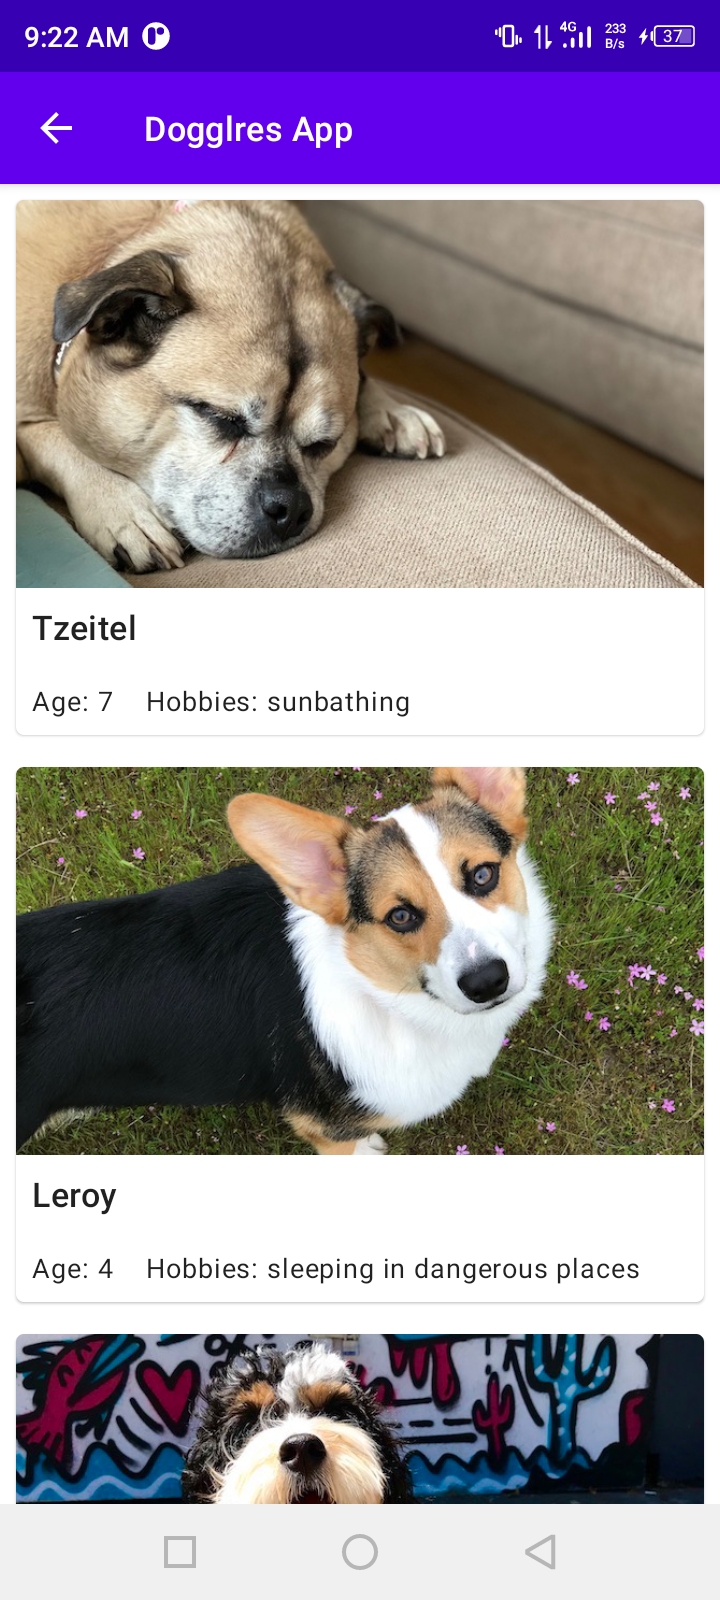 9:22 AM
4G
233
B/s
37
Dogglres App
Tzeitel
Age: 7 Hobbies: sunbathing
Leroy
Age: 4 Hobbies: sleeping in dangerous places